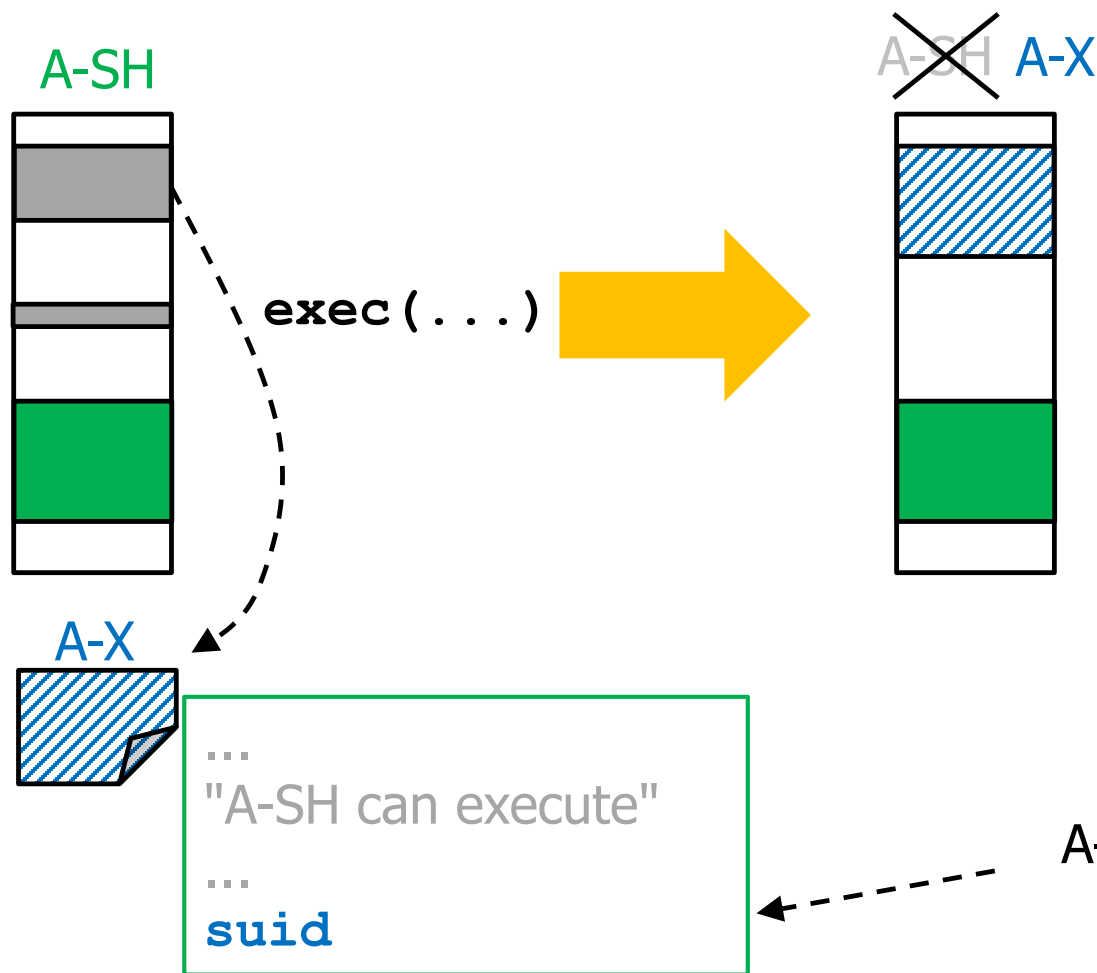 A-SH
A-SH A-X
exec(...)
A-X
...
"A-SH can execute"
...
suid
A-